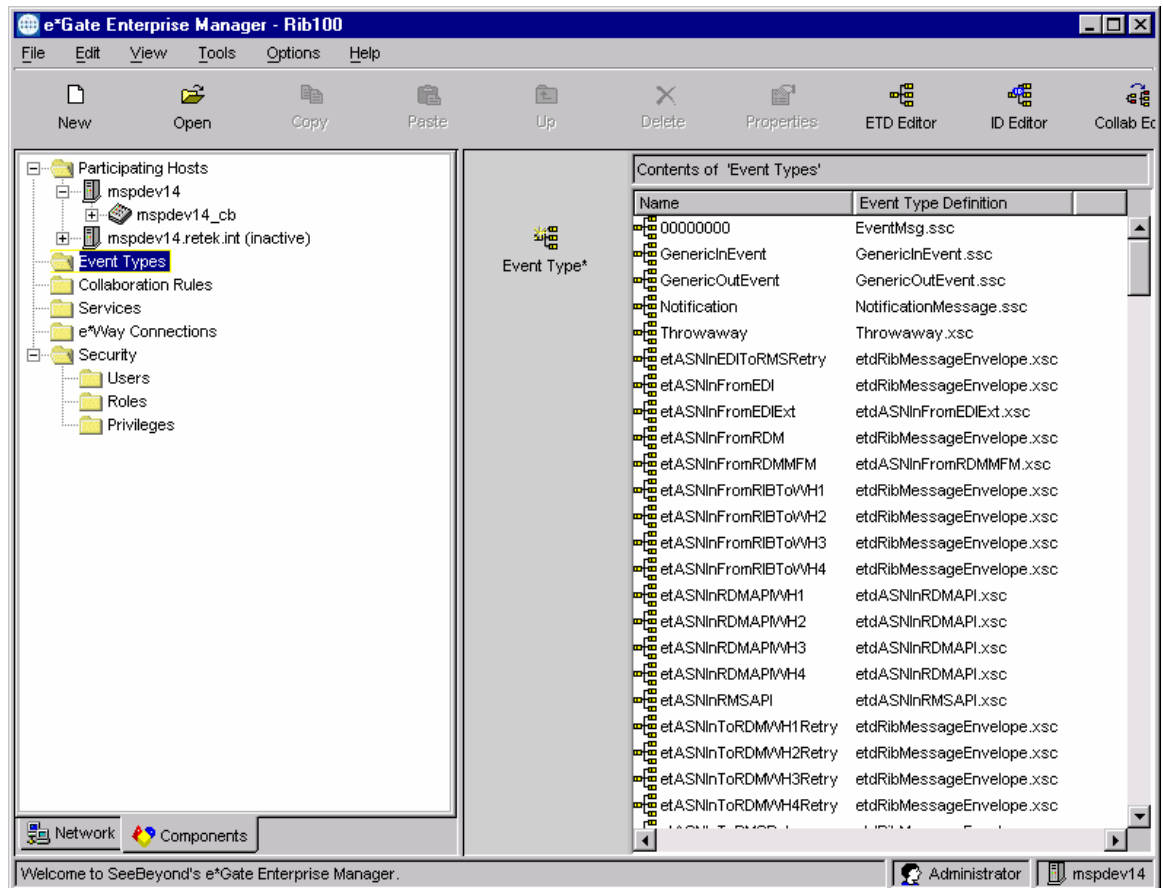 e*Gate Enterprise Manager - Rib100
File Edit View Tools Options Help
New Open Copy Paste Up Delete Properties ETD Editor ID Editor Collab Ec
Participating Hosts
mspdev14
mspdev14_cb
mspdev14.retek.int (inactive)
Event Types
Collaboration Rules
Services
e*Way Connections
Security
Users
Roles
Privileges
Network Components
Event Type*
Contents of 'Event Types'
Name Event Type Definition
00000000 EventMsg.ssc
GenericInEvent GenericInEvent.ssc
GenericOutEvent GenericOutEvent.ssc
Notification NotificationMessage.ssc
Throwaway Throwaway.xsc
etASNInEDIToRMSRetry etdRibMessageEnvelope.xsc
etASNInFromEDI etdRibMessageEnvelope.xsc
etASNInFromEDIExt etdASNInFromEDIExt.xsc
etASNInFromRDM etdRibMessageEnvelope.xsc
etASNInFromRDMMFM etdASNInFromRDMMFM.xsc
etASNInFromRIBToWH1 etdRibMessageEnvelope.xsc
etASNInFromRIBToWH2 etdRibMessageEnvelope.xsc
etASNInFromRIBToWH3 etdRibMessageEnvelope.xsc
etASNInFromRIBToWH4 etdRibMessageEnvelope.xsc
etASNInRDMAPIWH1 etdASNInRDMAPI.xsc
etASNInRDMAPIWH2 etdASNInRDMAPI.xsc
etASNInRDMAPIWH3 etdASNInRDMAPI.xsc
etASNInRDMAPIWH4 etdASNInRDMAPI.xsc
etASNInRMSAPI etdASNInRMSAPI.xsc
etASNInToRDMWH1Retry etdRibMessageEnvelope.xsc
etASNInToRDMWH2Retry etdRibMessageEnvelope.xsc
etASNInToRDMWH3Retry etdRibMessageEnvelope.xsc
etASNInToRDMWH4Retry etdRibMessageEnvelope.xsc
Welcome to SeeBeyond's e*Gate Enterprise Manager. Administrator mspdev14